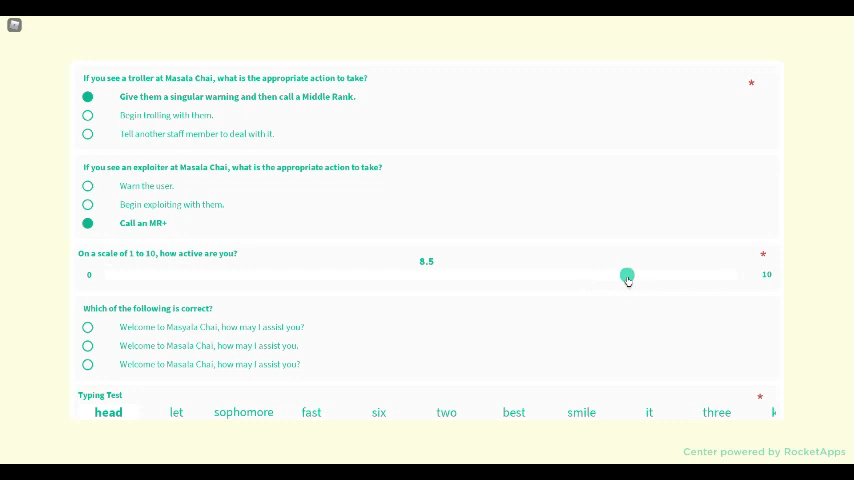 If you see a troller at Masala Chai, what is the appropriate action to take?
*
Give them a singular warning and then call a Middle Rank.
Begin trolling with them.
Tell another staff member to deal with it.
If you see an exploiter at Masala Chai, what is the appropriate action to take?
Warn the user.
Begin exploiting with them.
Call an MR+
On a scale of 1 to 10, how active are you?
*
8.5
0 10
Which of the following is correct?
Welcome to Masyala Chai, how may I assist you?
Welcome to Masala Chai, how may I assist you.
Welcome to Masala Chai, how may I assist you?
Typing Test
*
head let sophomore fast six two best smile it three
Center powered by RocketApps